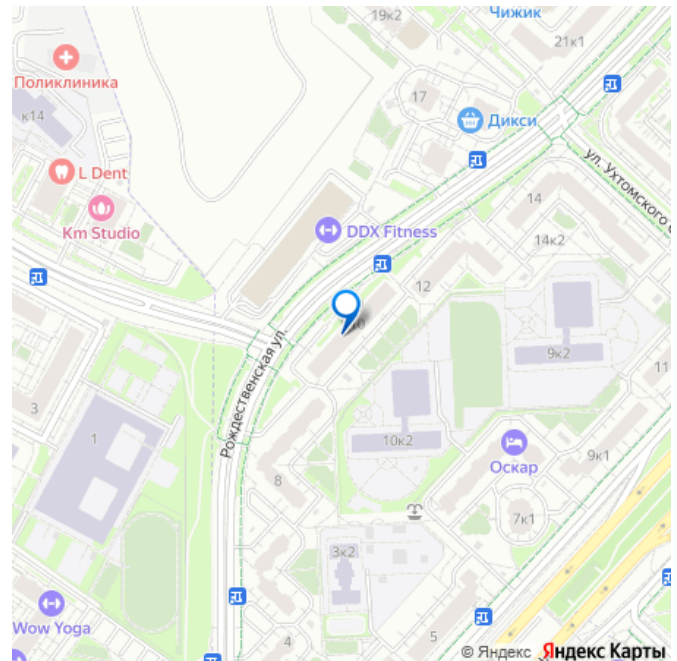 Чижик
19к2
21к1
Поликлиника
к14
17
Дикси
L Dent
ул. Ухтомского
Km Studio
14
DDX Fitness
14к2
12
Рождественская ул.
9к2
3
11
1
10к2
Оскар
9к1
8
7к1
3к2
Wow Yoga
4
5
© Яндекс Яндекс Карты